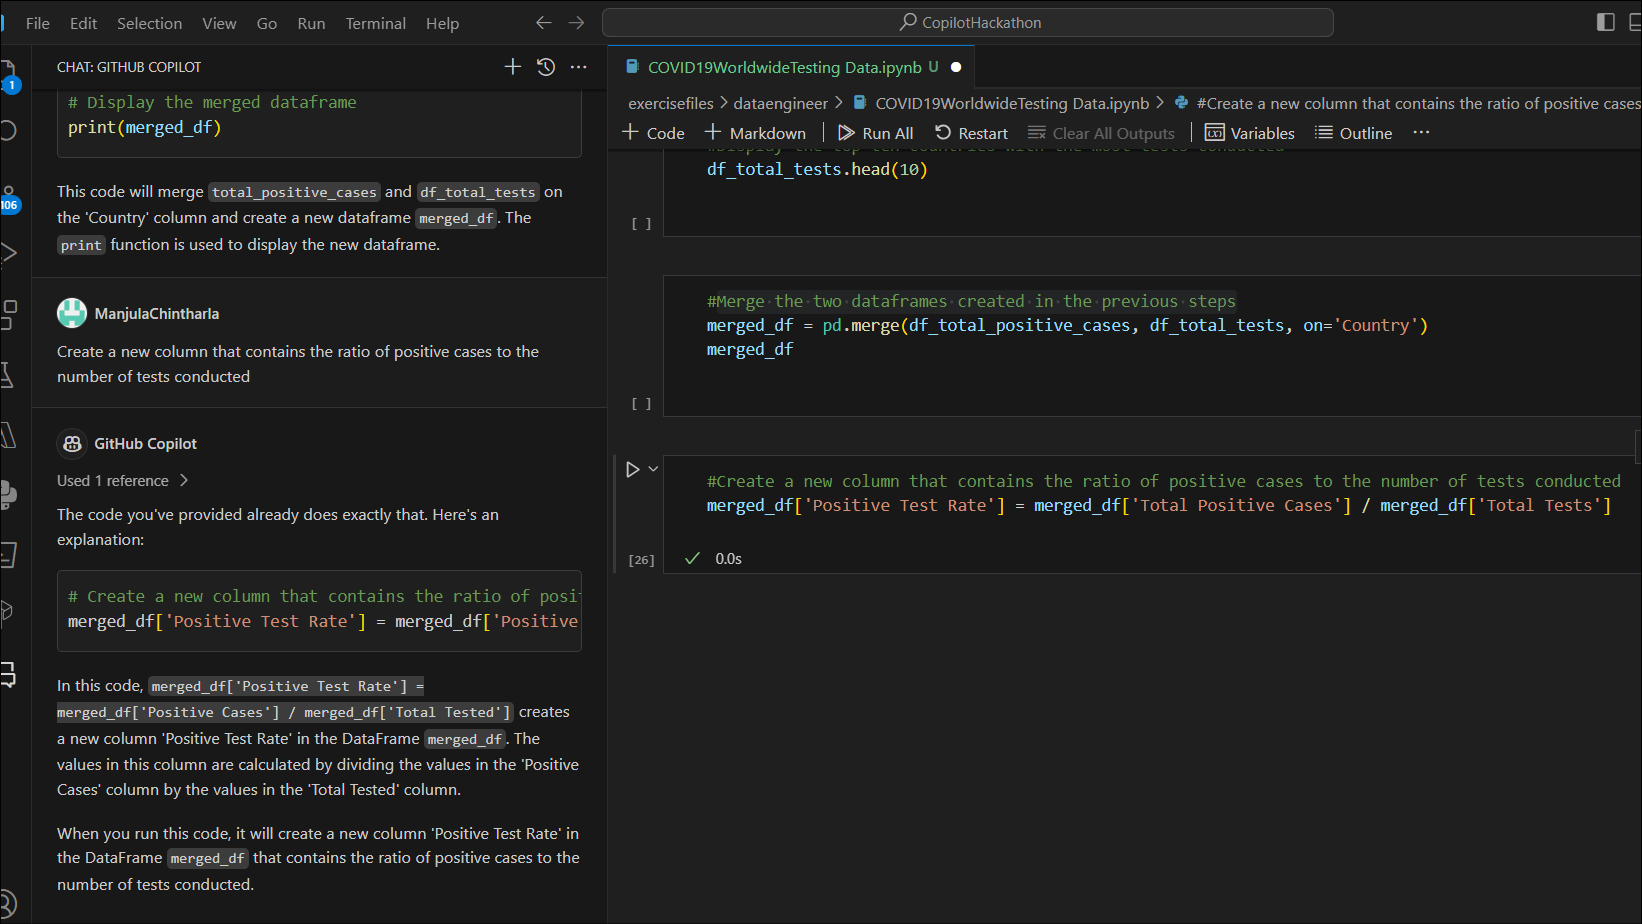 File Edit Selection View Go Run Terminal Help
CopilotHackathon
1
106
CHAT: GITHUB COPILOT
# Display the merged dataframe
print(merged_df)
This code will merge total_positive_cases and df_total_tests on
the 'Country' column and create a new dataframe merged_df. The
print function is used to display the new dataframe.
ManjulaChintharla
Create a new column that contains the ratio of positive cases to the
number of tests conducted
GitHub Copilot
Used 1 reference
The code you've provided already does exactly that. Here's an
explanation:
# Create a new column that contains the ratio of posit
merged_df['Positive Test Rate'] = merged_df['Positive
In this code, merged_df['Positive Test Rate'] =
merged_df['Positive Cases'] / merged_df['Total Tested'] creates
a new column 'Positive Test Rate' in the DataFrame merged_df. The
values in this column are calculated by dividing the values in the 'Positive
Cases' column by the values in the 'Total Tested' column.
When you run this code, it will create a new column 'Positive Test Rate' in
the DataFrame merged_df that contains the ratio of positive cases to the
number of tests conducted.
COVID19WorldwideTesting Data.ipynb U
exercisefiles > dataengineer > COVID19WorldwideTesting Data.ipynb > #Create a new column that contains the ratio of positive cases
+ Code + Markdown Run All Restart Clear All Outputs Variables Outline ...
#Display the top ten countries with the most tests conducted
df_total_tests.head(10)
[ ]
#Merge the two dataframes created in the previous steps
merged_df = pd.merge(df_total_positive_cases, df_total_tests, on='Country')
merged_df
[ ]
#Create a new column that contains the ratio of positive cases to the number of tests conducted
merged_df['Positive Test Rate'] = merged_df['Total Positive Cases'] / merged_df['Total Tests']
[26] 0.0s